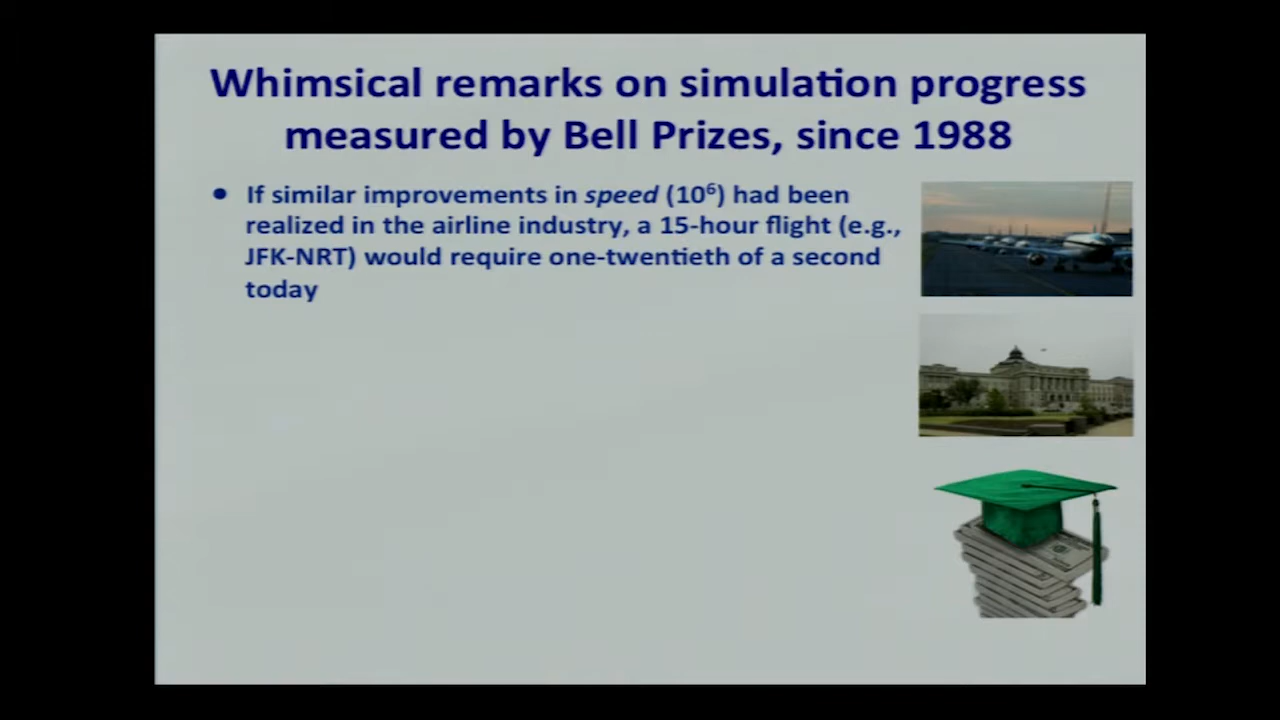 Whimsical remarks on simulation progress
measured by Bell Prizes, since 1988
• If similar improvements in speed (10⁶) had been
realized in the airline industry, a 15-hour flight (e.g.,
JFK-NRT) would require one-twentieth of a second
today